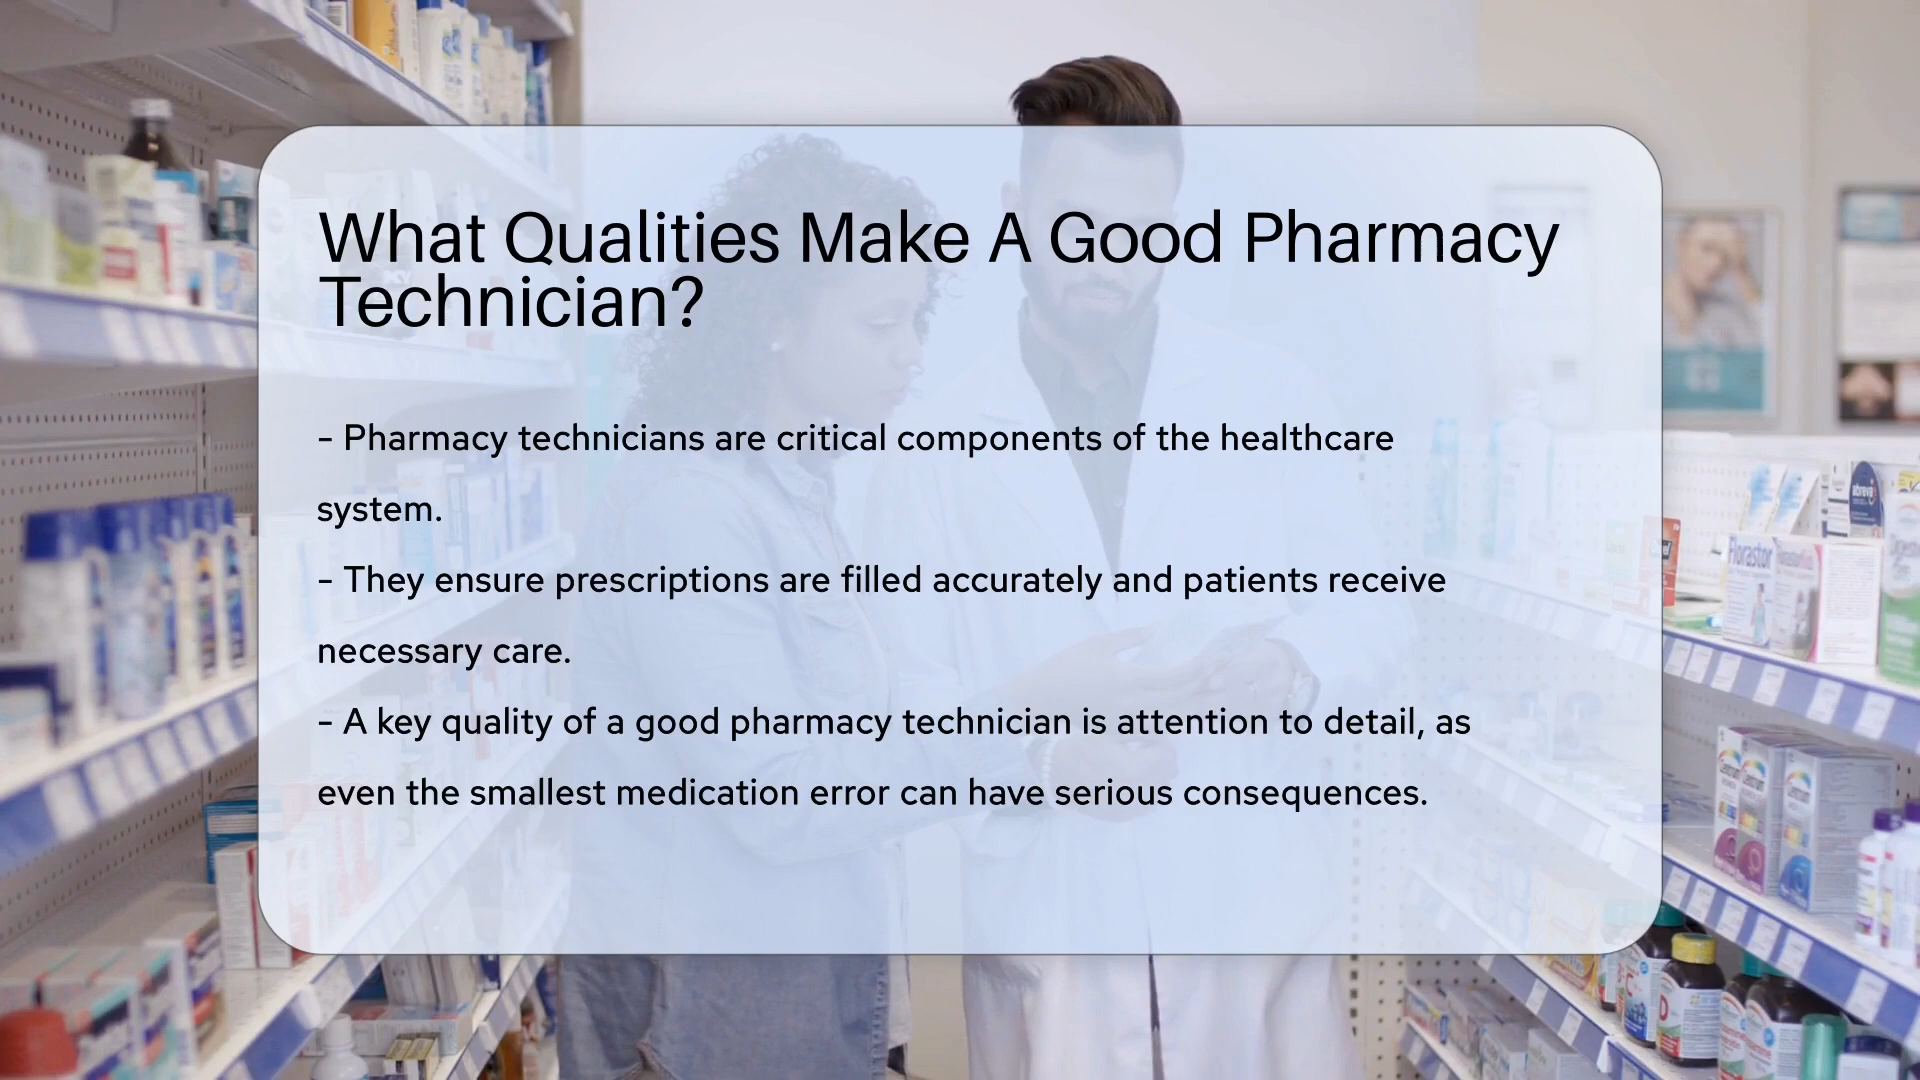 What Qualities Make A Good Pharmacy
Technician?
- Pharmacy technicians are critical components of the healthcare
system.
- They ensure prescriptions are filled accurately and patients receive
necessary care.
- A key quality of a good pharmacy technician is attention to detail, as
even the smallest medication error can have serious consequences.
abreva
Florastor